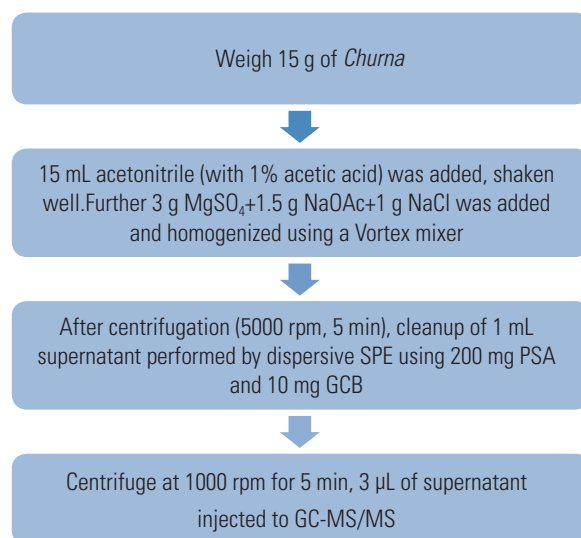 Weigh 15 g of Churna
15 mL acetonitrile (with 1% acetic acid) was added, shaken
well.Further 3 g MgSO₄+1.5 g NaOAc+1 g NaCl was added
and homogenized using a Vortex mixer
After centrifugation (5000 rpm, 5 min), cleanup of 1 mL
supernatant performed by dispersive SPE using 200 mg PSA
and 10 mg GCB
Centrifuge at 1000 rpm for 5 min, 3 µL of supernatant
injected to GC-MS/MS